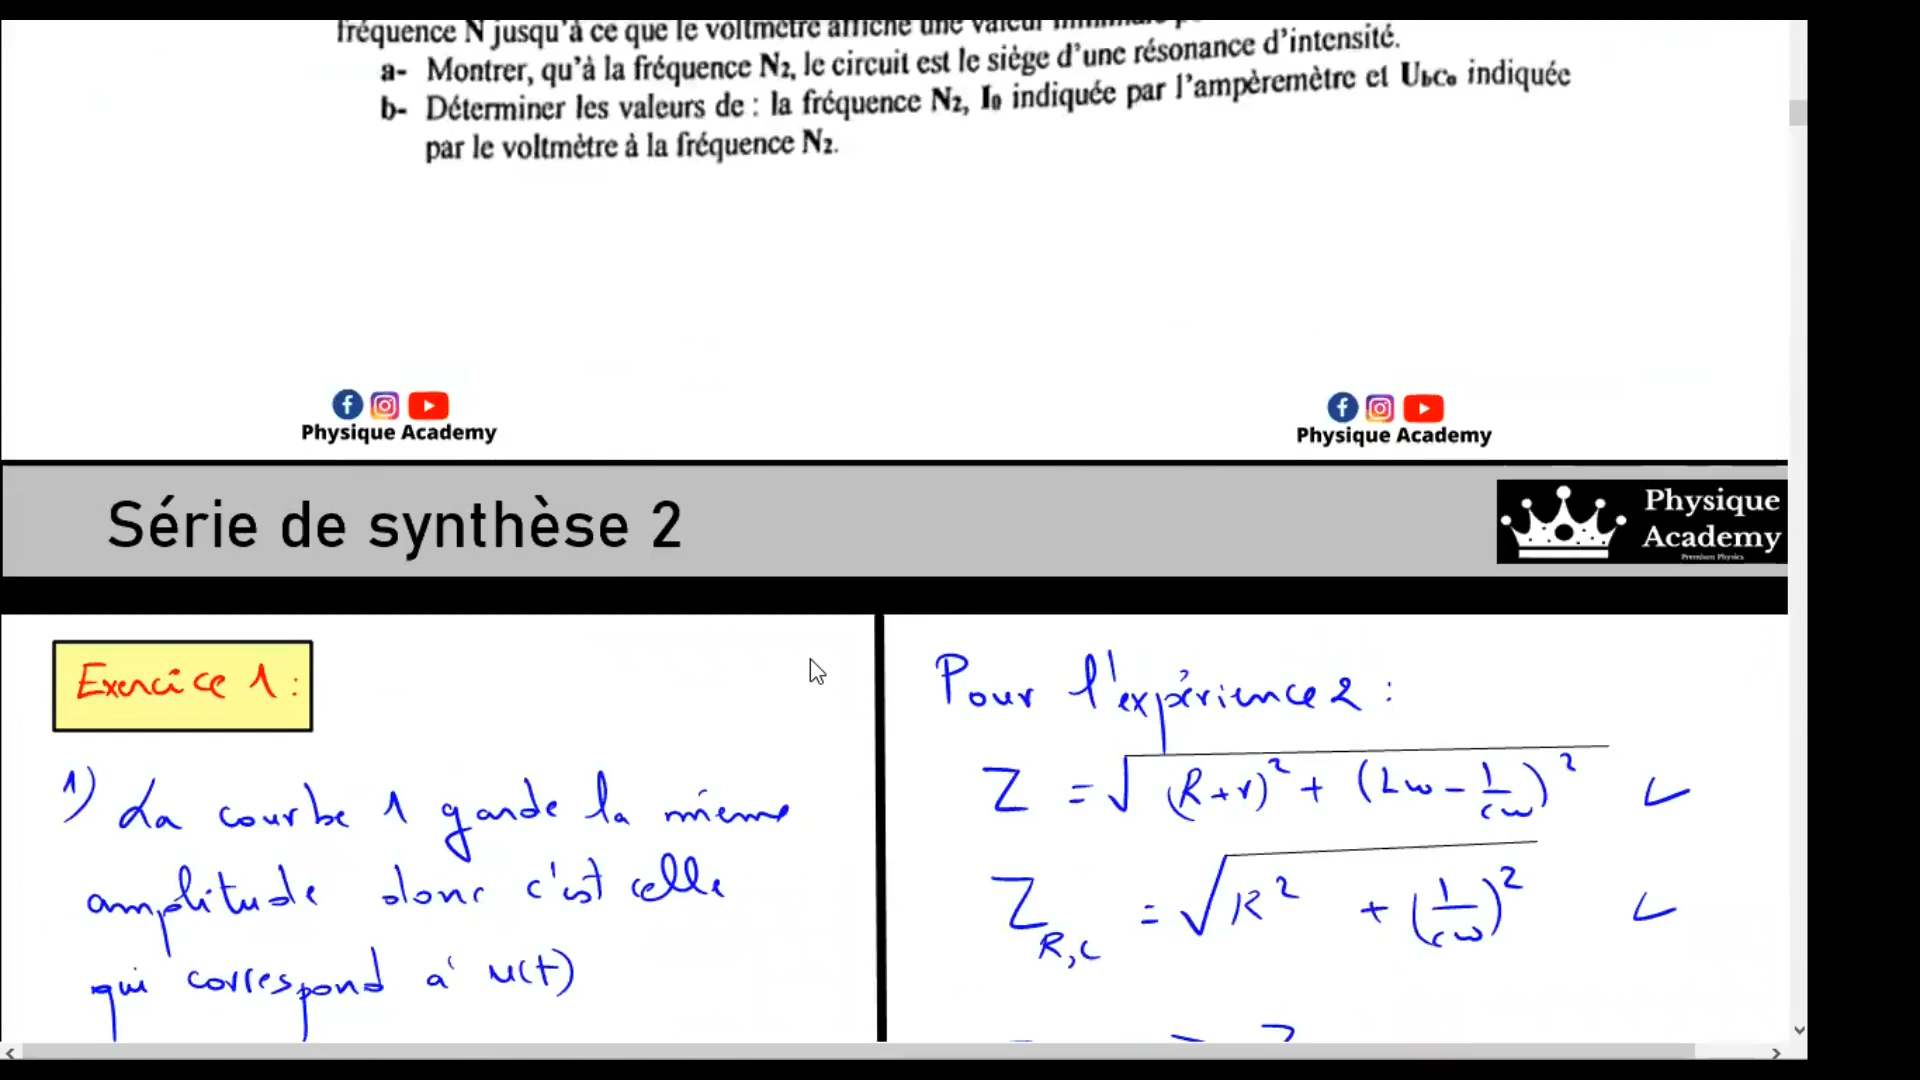 fréquence N jusqu'à ce que le voltmètre affiche une valeur minimale
a- Montrer, qu'à la fréquence N₂, le circuit est le siège d'une résonance d'intensité.
b- Déterminer les valeurs de : la fréquence N₂, I₀ indiquée par l'ampèremètre et UbC₀ indiquée
par le voltmètre à la fréquence N₂.
Physique Academy
Physique Academy
Série de synthèse 2
Physique
Academy
Premium Physics
Exercice 1 :
1) La courbe 1 garde la même
amplitude donc c'est celle
qui correspond à u(t)
Pour l'expérience 2 :
Z = √((R+r)² + (Lω - 1/cω)²)
Z_R,C = √(R² + (1/cω)²)